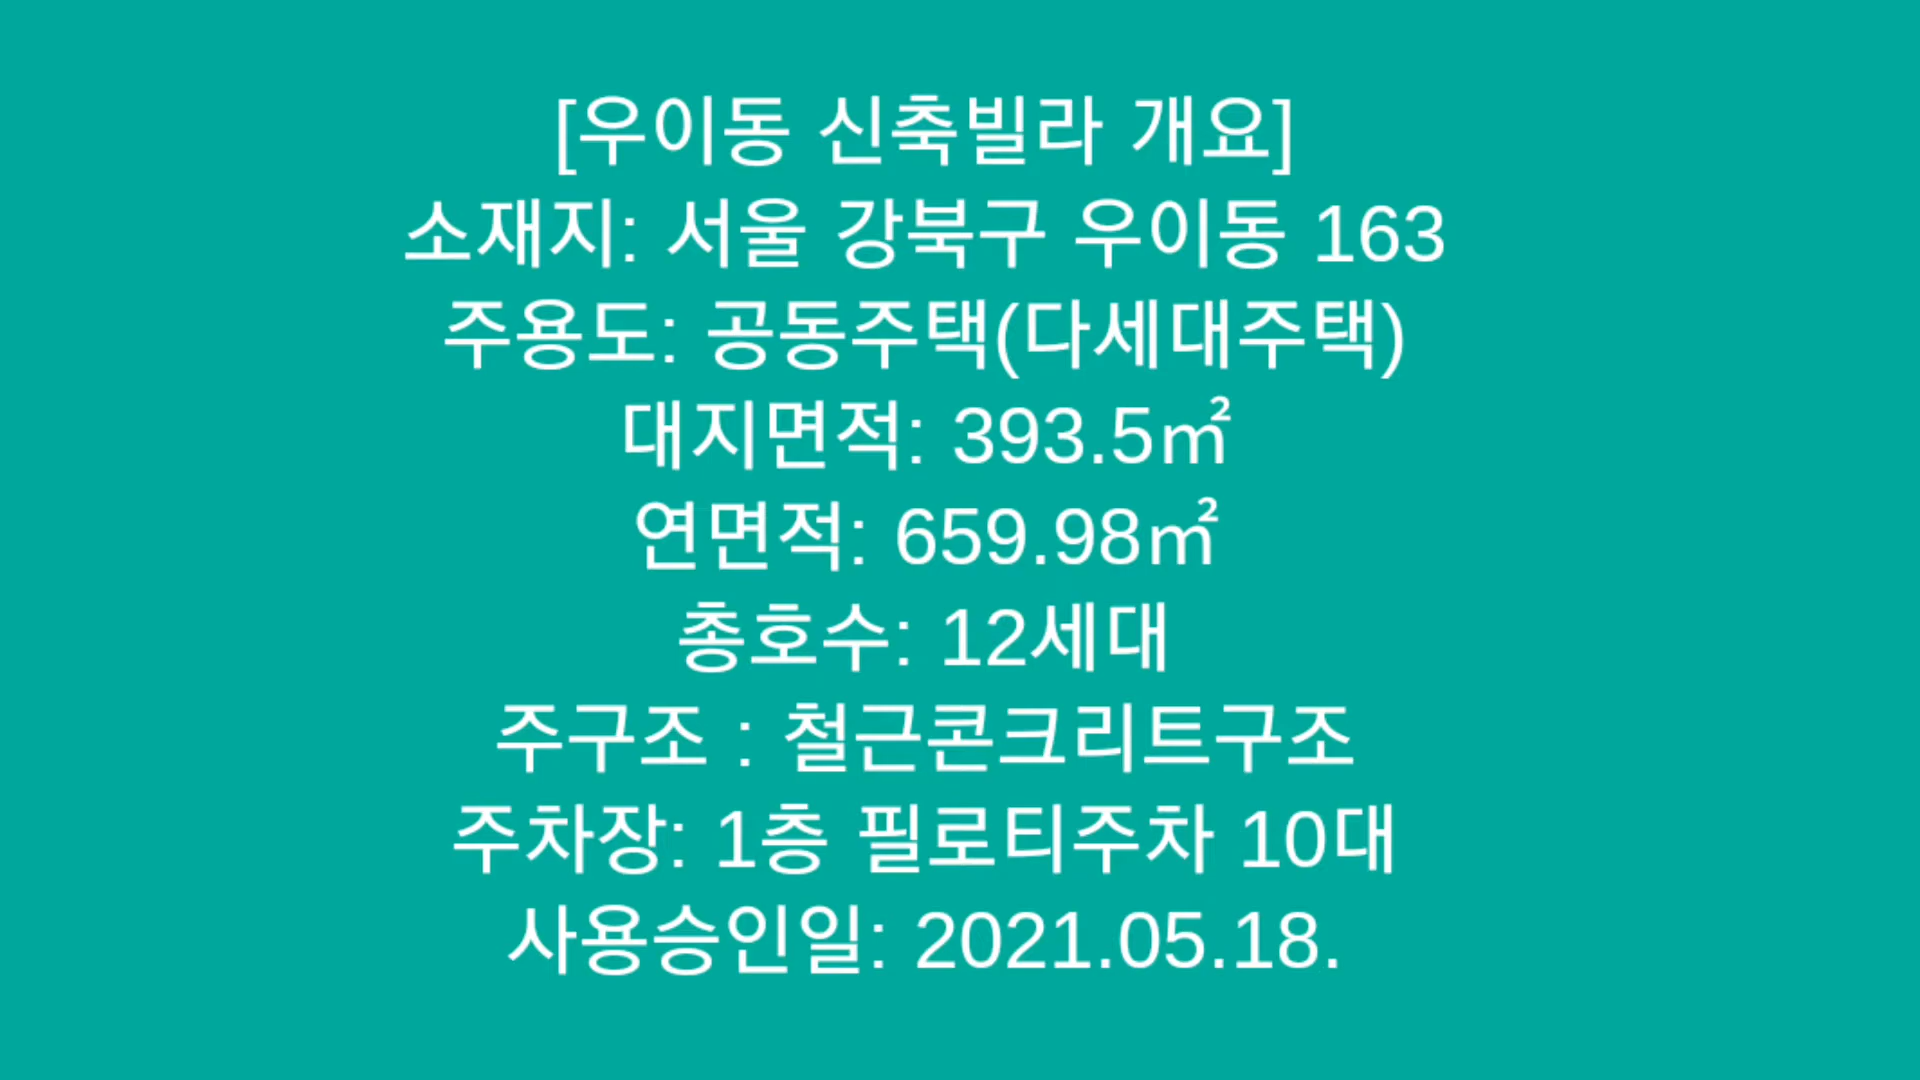 [우이동 신축빌라 개요]
소재지: 서울 강북구 우이동 163
주용도: 공동주택(다세대주택)
대지면적: 393.5㎡
연면적: 659.98㎡
총호수: 12세대
주구조 : 철근콘크리트구조
주차장: 1층 필로티주차 10대
사용승인일: 2021.05.18.